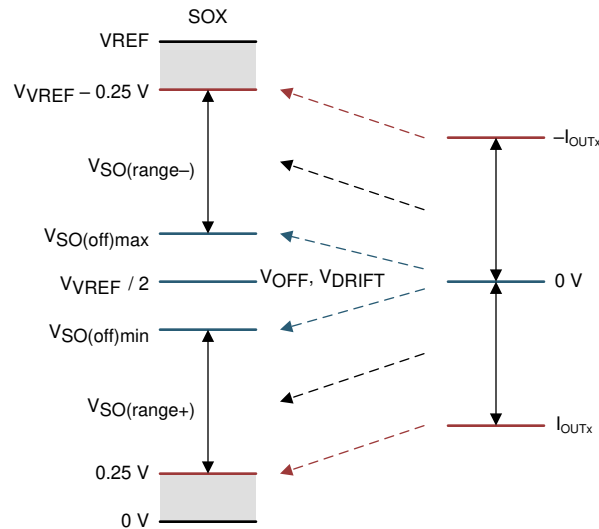 SOX
VREF
VVREF – 0.25 V
–IOUTx
VSO(range–)
VSO(off)max
VVREF / 2
VOFF, VDRIFT
0 V
VSO(off)min
VSO(range+)
IOUTx
0.25 V
0 V